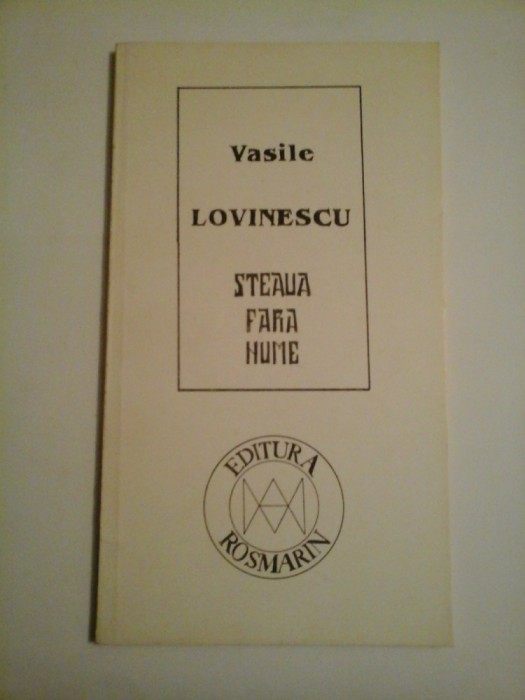 Vasile
LOVINESCU
STEAUA
FARA
NUME
EDITURA
ROSMARIN